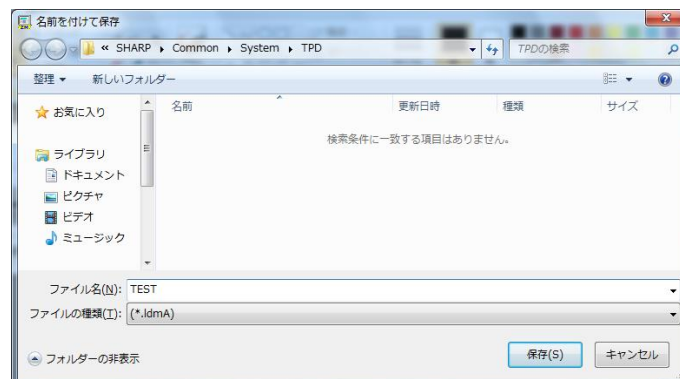 名前を付けて保存
« SHARP ▸ Common ▸ System ▸ TPD
TPDの検索
整理 ▼ 新しいフォルダー
お気に入り
ライブラリ
ドキュメント
ピクチャ
ビデオ
ミュージック
名前 更新日時 種類 サイズ
検索条件に一致する項目はありません。
ファイル名(N): TEST
ファイルの種類(T): (*.ldmA)
フォルダーの非表示 保存(S) キャンセル